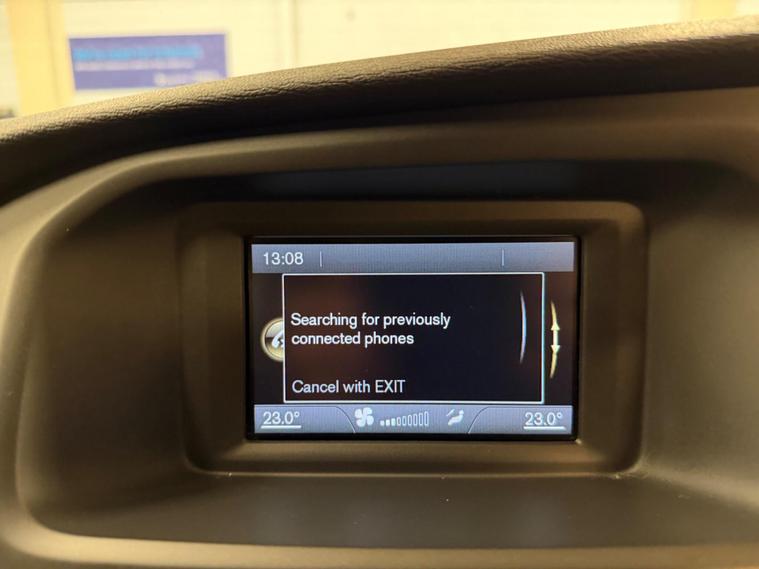 13:08
Searching for previously
connected phones
Cancel with EXIT
23.0° 23.0°